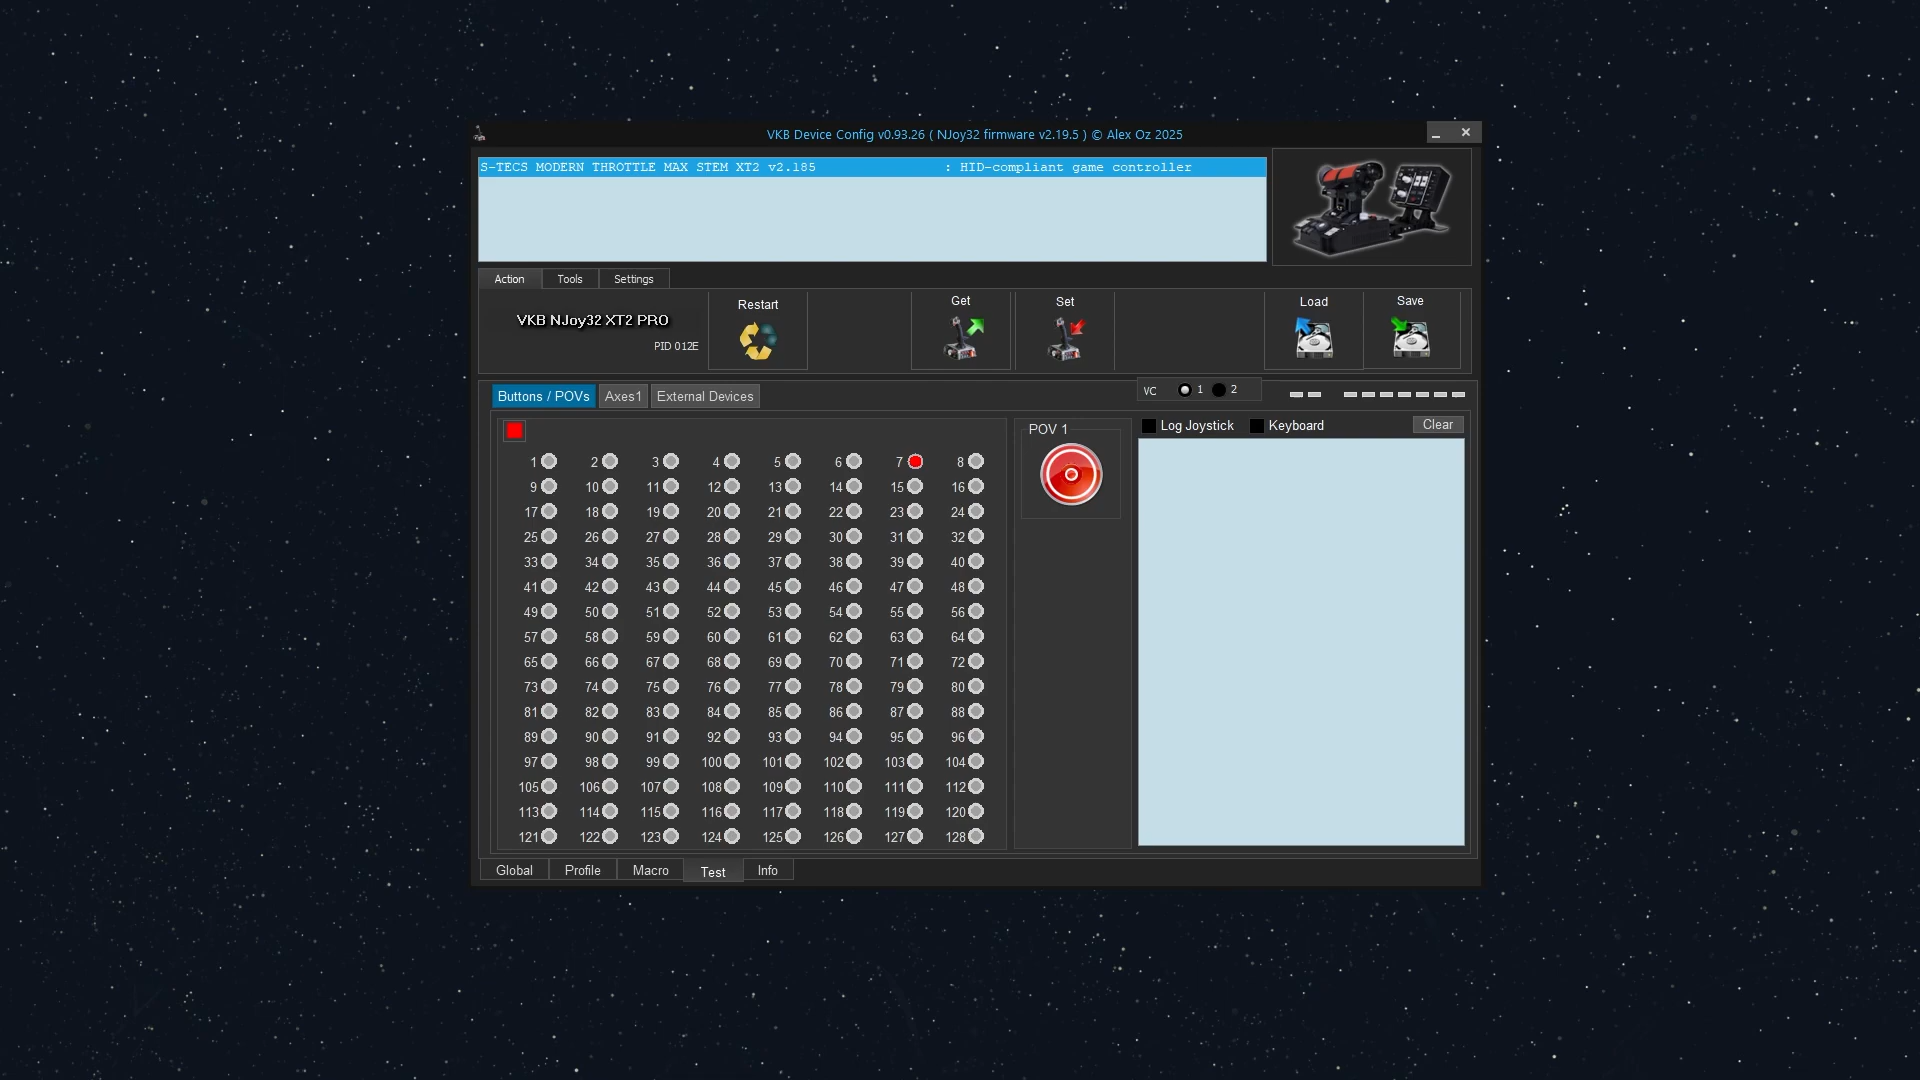 VKB Device Config v0.93.26 ( NJoy32 firmware v2.19.5 ) © Alex Oz 2025
S-TECS MODERN THROTTLE MAX STEM XT2 v2.185 : HID-compliant game controller
Action Tools Settings
VKB NJoy32 XT2 PRO
PID 012E
Restart
Get
Set
Load
Save
Buttons / POVs Axes1 External Devices
VC 1 2
POV 1
Log Joystick Keyboard Clear
1 2 3 4 5 6 7 8
9 10 11 12 13 14 15 16
17 18 19 20 21 22 23 24
25 26 27 28 29 30 31 32
33 34 35 36 37 38 39 40
41 42 43 44 45 46 47 48
49 50 51 52 53 54 55 56
57 58 59 60 61 62 63 64
65 66 67 68 69 70 71 72
73 74 75 76 77 78 79 80
81 82 83 84 85 86 87 88
89 90 91 92 93 94 95 96
97 98 99 100 101 102 103 104
105 106 107 108 109 110 111 112
113 114 115 116 117 118 119 120
121 122 123 124 125 126 127 128
Global Profile Macro Test Info